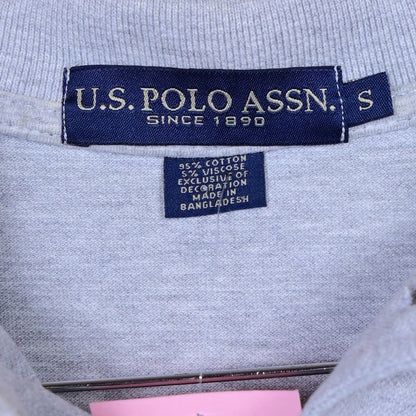 U.S. POLO ASSN. S
SINCE 1890
95% COTTON
5% VISCOSE
EXCLUSIVE OF
DECORATION
MADE IN
BANGLADESH